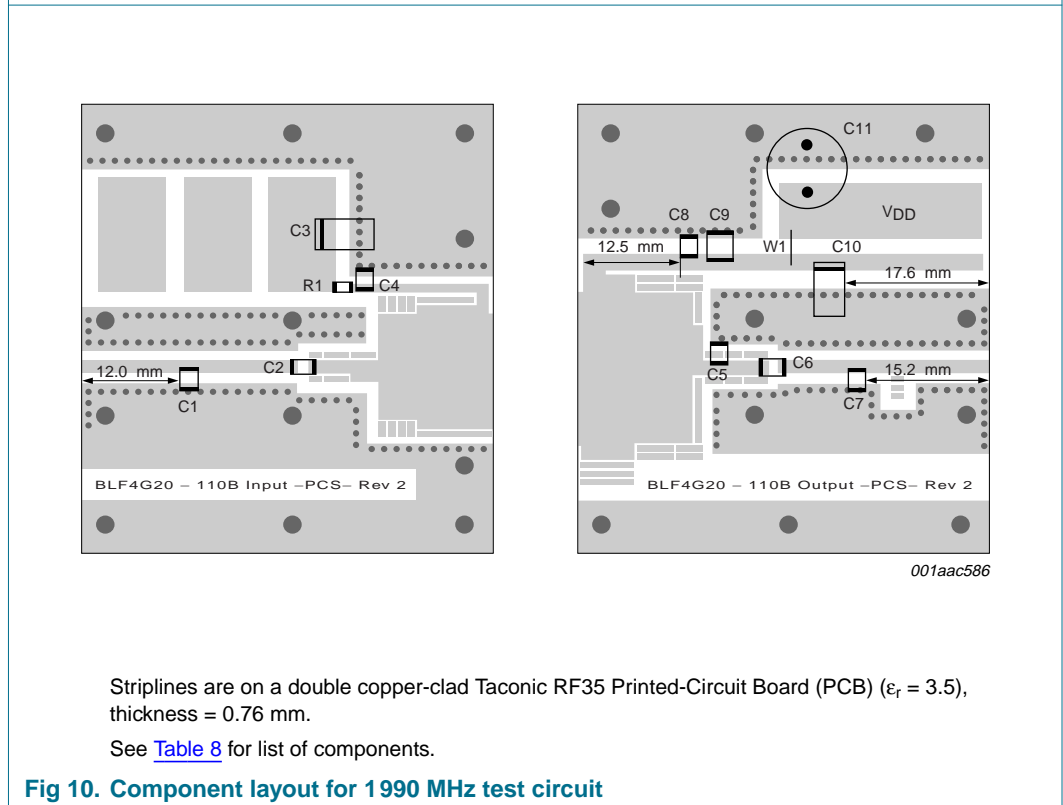 C11
C3
C8 C9
VDD
12.5 mm
W1
C10
17.6 mm
R1
C4
C2
C6
12.0 mm
C5
15.2 mm
C1
C7
BLF4G20 – 110B Input –PCS– Rev 2
BLF4G20 – 110B Output –PCS– Rev 2
001aac586
Striplines are on a double copper-clad Taconic RF35 Printed-Circuit Board (PCB) (εr = 3.5),
thickness = 0.76 mm.
See Table 8 for list of components.
Fig 10. Component layout for 1990 MHz test circuit